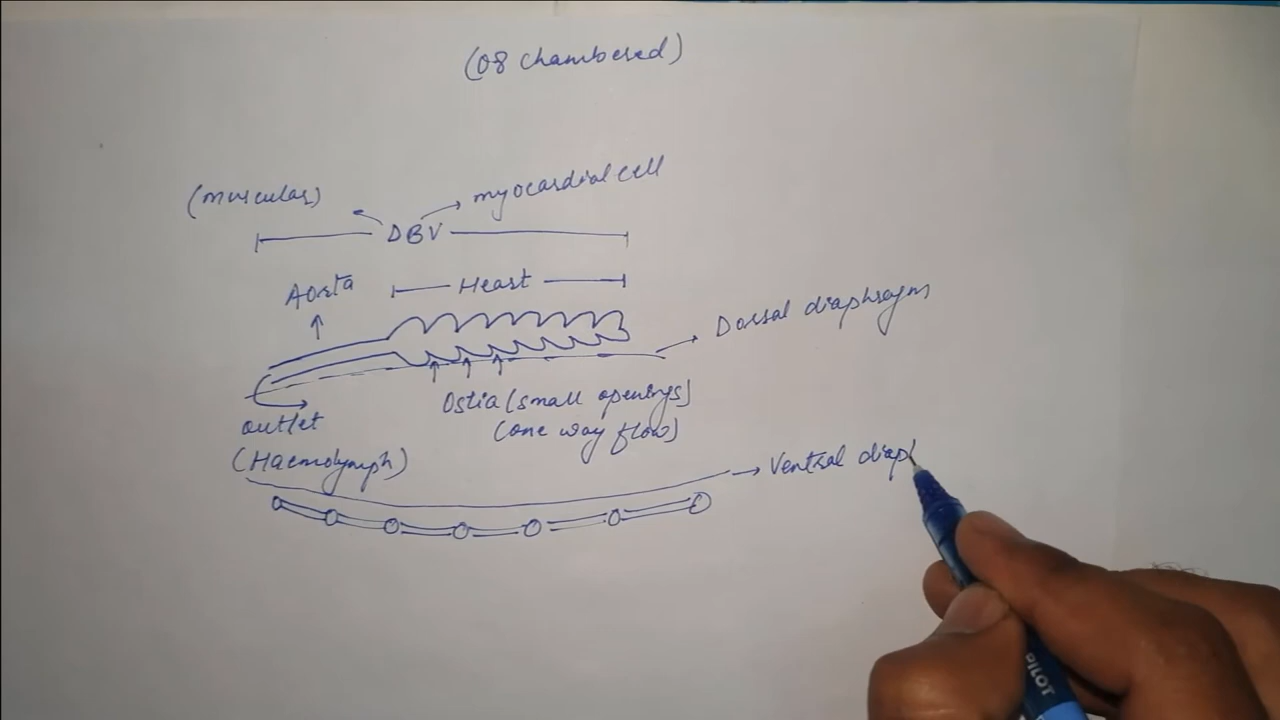 (08 chambered)
(muscular)
myocardial cell
DBV
Aorta
Heart
Dorsal diaphragm
Ostia (small openings)
(one way flow)
outlet
(Haemolymph)
Ventral diaph
PILOT